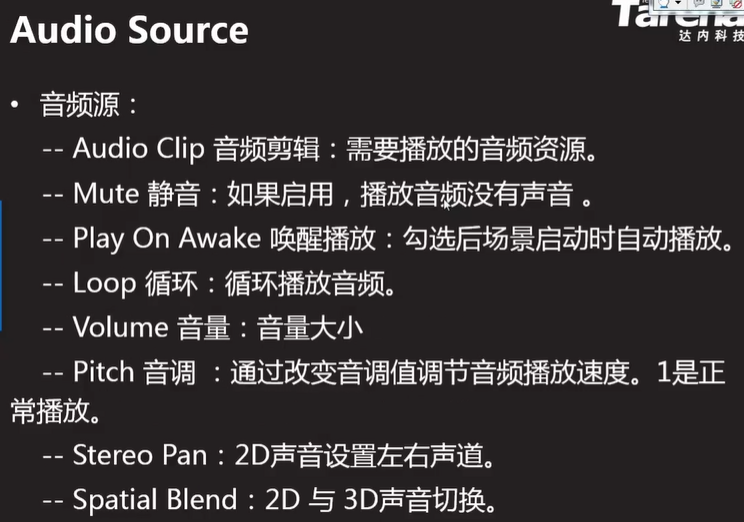 Audio Source
Tarena
达内科技
• 音频源：
-- Audio Clip 音频剪辑：需要播放的音频资源。
-- Mute 静音：如果启用，播放音频没有声音 。
-- Play On Awake 唤醒播放：勾选后场景启动时自动播放。
-- Loop 循环：循环播放音频。
-- Volume 音量：音量大小
-- Pitch 音调 ：通过改变音调值调节音频播放速度。1是正
常播放。
-- Stereo Pan：2D声音设置左右声道。
-- Spatial Blend：2D 与 3D声音切换。